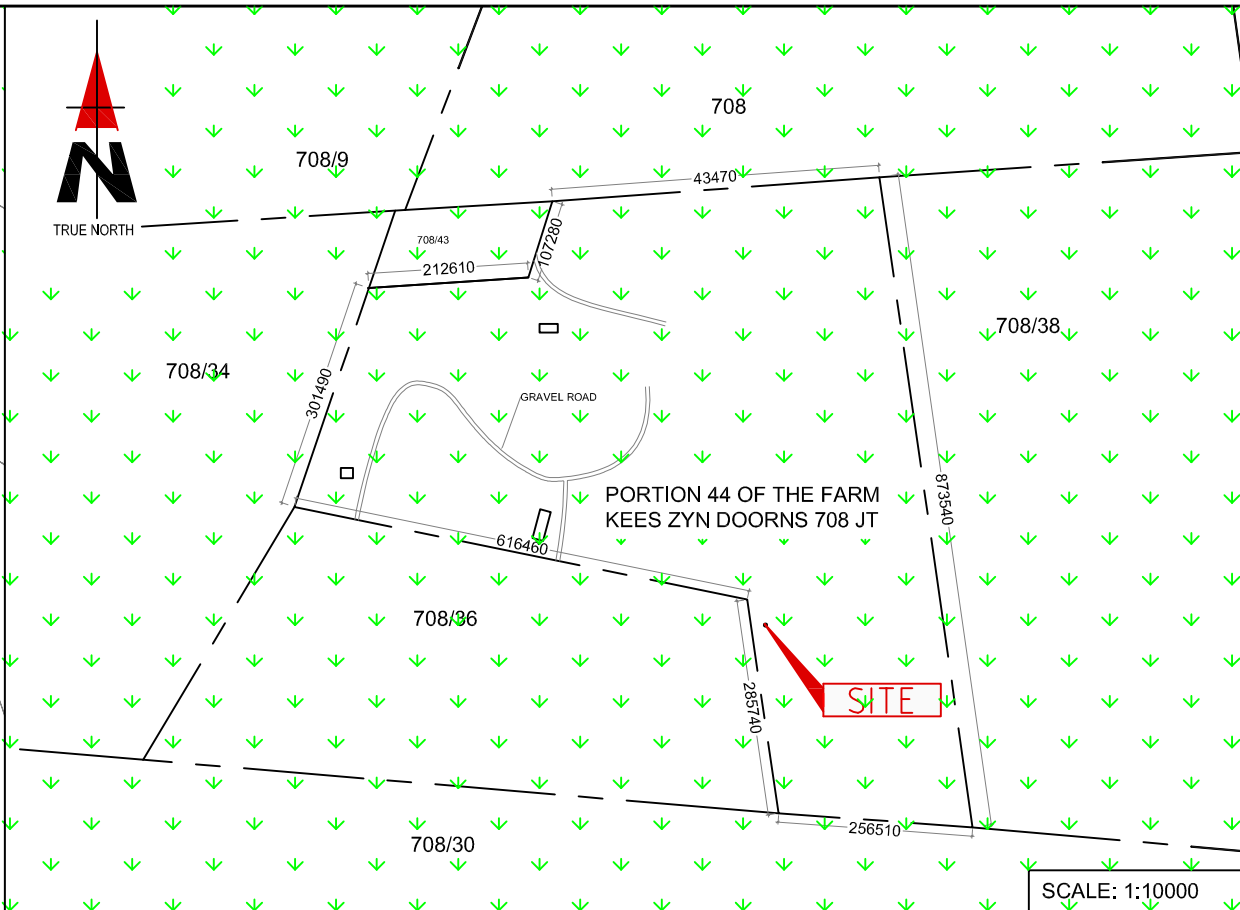 708
708/9
43470
N
TRUE NORTH
708/43
107280
212610
708/38
708/34
301490
GRAVEL ROAD
873540
PORTION 44 OF THE FARM
KEES ZYN DOORNS 708 JT
616460
708/36
285740
SITE
256510
708/30
SCALE: 1:10000